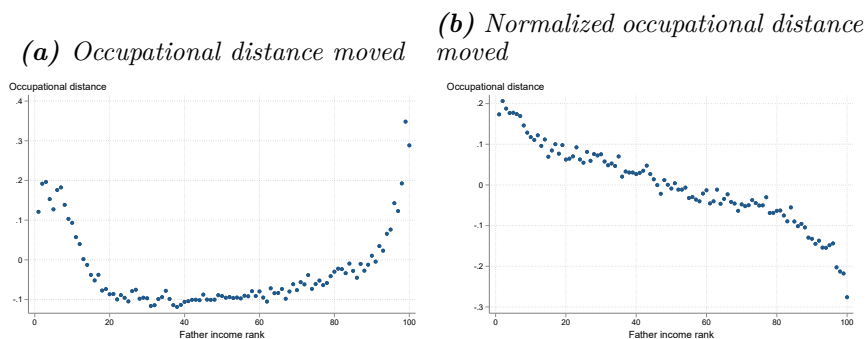 (a) Occupational distance moved
(b) Normalized occupational distance
moved
Occupational distance
.4
.3
.2
.1
0
-.1
0 20 40 60 80 100
Father income rank
Occupational distance
.2
.1
0
-.1
-.2
-.3
0 20 40 60 80 100
Father income rank